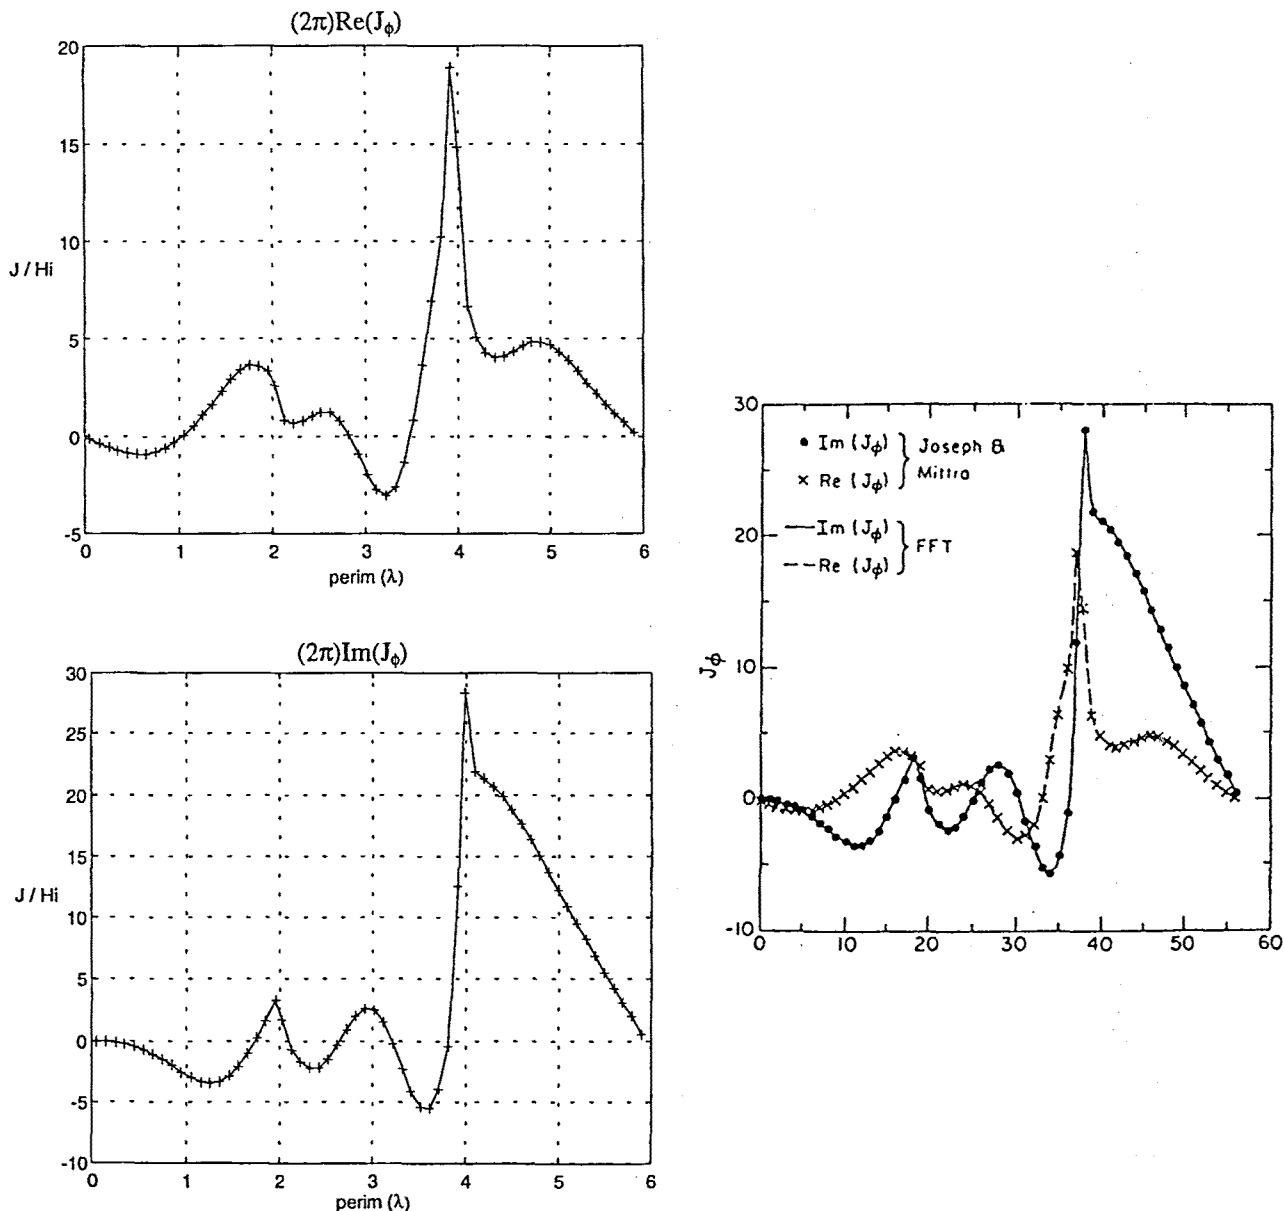 (2π)Re(J_ϕ)
20
15
10
J / Hi
5
0
-5
0 1 2 3 4 5 6
perim (λ)
(2π)Im(J_ϕ)
30
25
20
15
J / Hi
10
5
0
-5
-10
0 1 2 3 4 5 6
perim (λ)
30
● Im (J_ϕ) } Joseph &
× Re (J_ϕ) } Mittra
— Im (J_ϕ) } FFT
--- Re (J_ϕ)
20
10
J_ϕ
0
-10
0 10 20 30 40 50 60